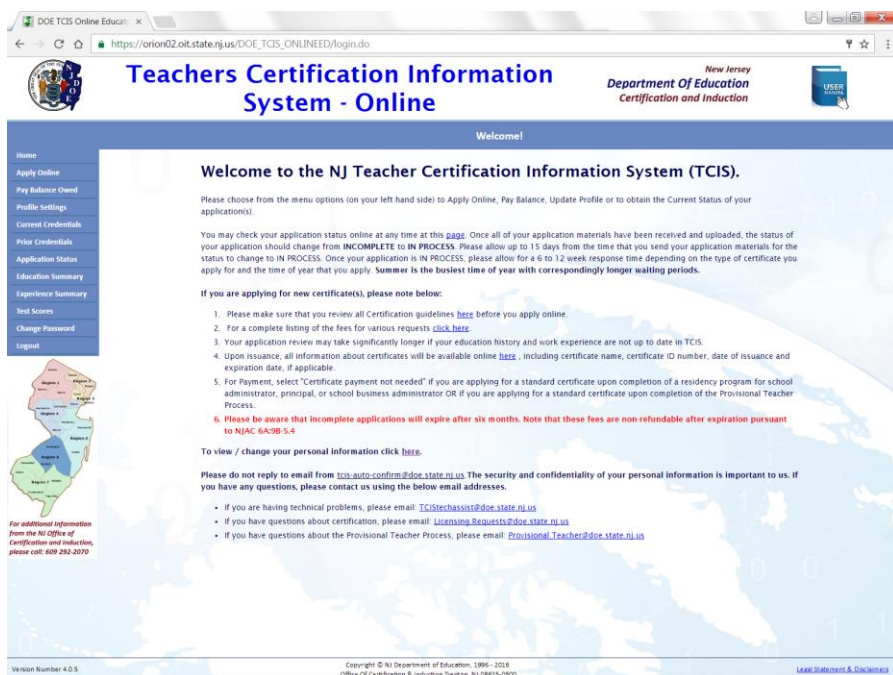 DOE TCIS Online Educat
https://orion02.oit.state.nj.us/DOE_TCIS_ONLINEED/login.do
Teachers Certification Information
System - Online
New Jersey
Department Of Education
Certification and Induction
USER
Welcome!
Home
Apply Online
Pay Balance Owed
Profile Settings
Current Credentials
Prior Credentials
Application Status
Education Summary
Experience Summary
Test Scores
Change Password
Logout
Welcome to the NJ Teacher Certification Information System (TCIS).
Please choose from the menu options (on your left hand side) to Apply Online, Pay Balance, Update Profile or to obtain the Current Status of your
application(s).
You may check your application status online at any time at this page. Once all of your application materials have been received and uploaded, the status of
your application should change from INCOMPLETE to IN PROCESS. Please allow up to 15 days from the time that you send your application materials for the
status to change to IN PROCESS. Once your application is IN PROCESS, please allow for a 6 to 12 week response time depending on the type of certificate you
apply for and the time of year that you apply. Summer is the busiest time of year with correspondingly longer waiting periods.
If you are applying for new certificate(s), please note below:
1. Please make sure that you review all Certification guidelines here before you apply online.
2. For a complete listing of the fees for various requests click here.
3. Your application review may take significantly longer if your education history and work experience are not up to date in TCIS.
4. Upon issuance, all information about certificates will be available online here , including certificate name, certificate ID number, date of issuance and
expiration date, if applicable.
5. For Payment, select "Certificate payment not needed" if you are applying for a standard certificate upon completion of a residency program for school
administrator, principal, or school business administrator OR if you are applying for a standard certificate upon completion of the Provisional Teacher
Process.
6. Please be aware that incomplete applications will expire after six months. Note that these fees are non-refundable after expiration pursuant
to NJAC 6A:9B-5.4
To view / change your personal information click here.
Please do not reply to email from tcis-auto-confirm@doe.state.nj.us.The security and confidentiality of your personal information is important to us. If
you have any questions, please contact us using the below email addresses.
• If you are having technical problems, please email: TCIStechassist@doe.state.nj.us
• If you have questions about certification, please email: Licensing.Requests@doe.state.nj.us
• If you have questions about the Provisional Teacher Process, please email: Provisional.Teacher@doe.state.nj.us
Region 1
Region 2
For additional information
from the NJ Office of
Certification and Induction,
please call: 609 292-2070
Version Number 4.0.5
Copyright © NJ Department of Education, 1996 - 2016
Office Of Certification & Induction Trenton, NJ 08625-0500
Legal Statement & Disclaimers